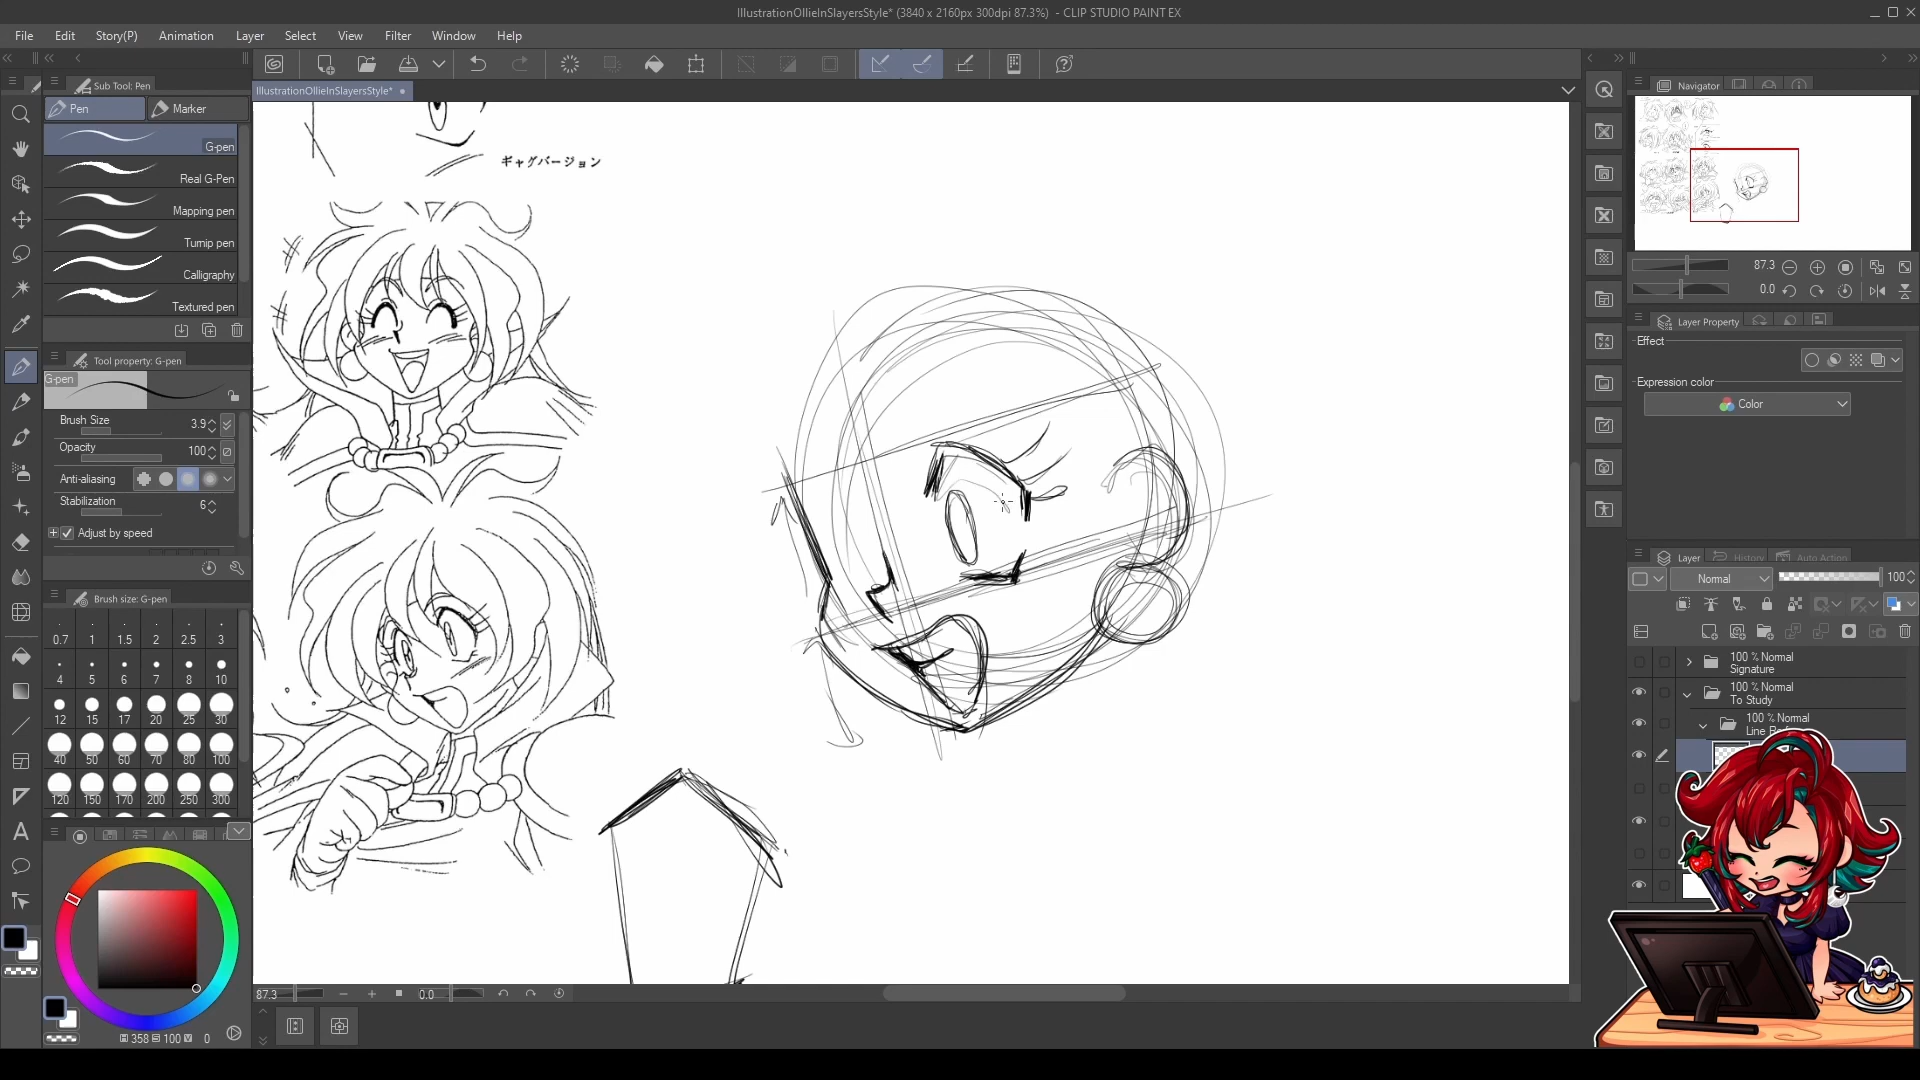 IllustrationOllieInSlayersStyle* (3840 x 2160px 300dpi 87.3%) - CLIP STUDIO PAINT EX
File Edit Story(P) Animation Layer Select View Filter Window Help
Sub Tool: Pen
Pen Marker
G-pen
Real G-Pen
Mapping pen
Turnip pen
Calligraphy
Textured pen
Tool property: G-pen
G-pen
Brush Size 3.9
Opacity 100
Anti-aliasing
Stabilization 6
Adjust by speed
Brush size: G-pen
0.7 1 1.5 2 2.5 3
4 5 6 7 8 10
12 15 17 20 25 30
40 50 60 70 80 100
120 150 170 200 250 300
358 100 0
IllustrationOllieInSlayersStyle*
ギャグバージョン
87.3 0.0
Navigator
87.3
0.0
Layer Property
Effect
Expression color
Color
Layer History Auto Action
Normal 100
100 % Normal
Signature
100 % Normal
To Study
100 % Normal